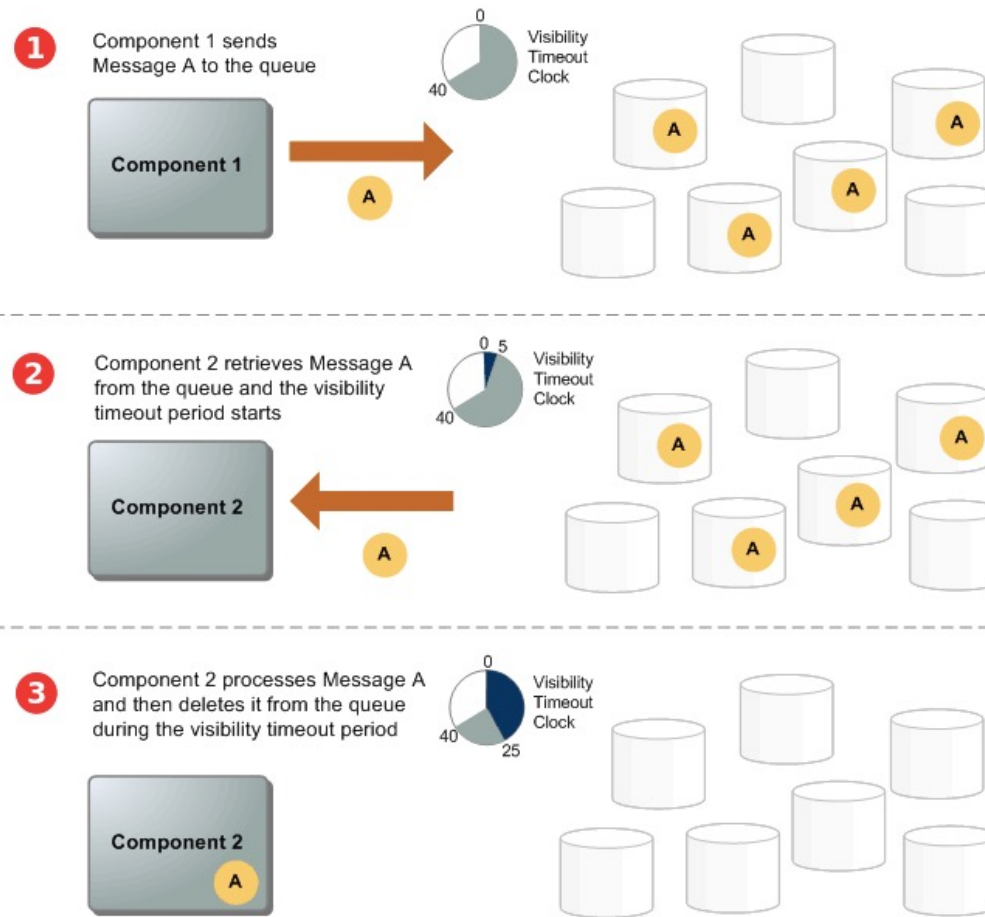 1
Component 1 sends
Message A to the queue
0
40
Visibility
Timeout
Clock
Component 1
A
A
A
A
A
2
Component 2 retrieves Message A
from the queue and the visibility
timeout period starts
0 5
40
Visibility
Timeout
Clock
Component 2
A
A
A
A
A
3
Component 2 processes Message A
and then deletes it from the queue
during the visibility timeout period
0
40
25
Visibility
Timeout
Clock
Component 2
A